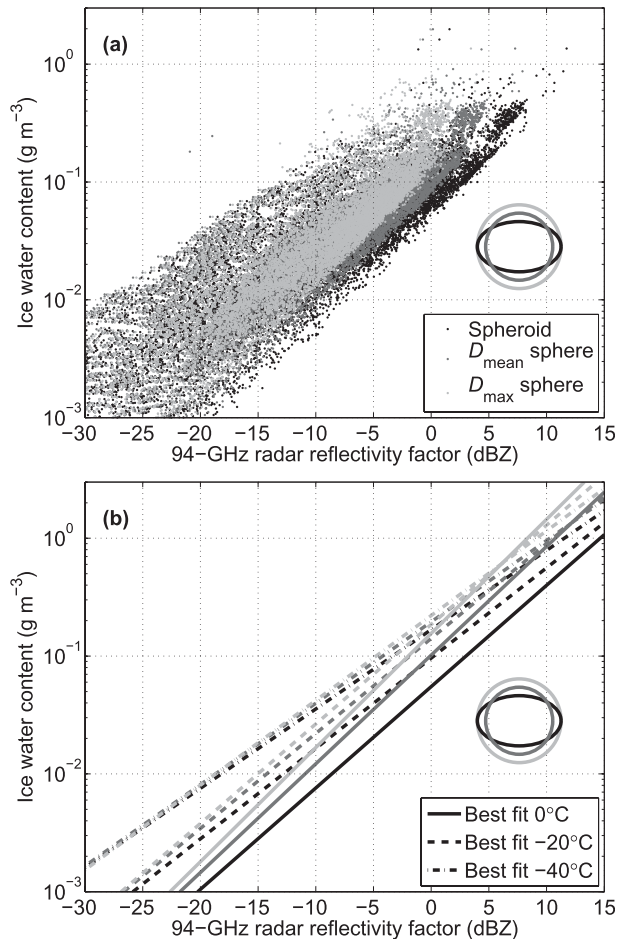 (a)
Ice water content (g m−3)
10^0
10^−1
10^−2
10^−3
Spheroid
D_mean sphere
D_max sphere
−30 −25 −20 −15 −10 −5 0 5 10 15
94−GHz radar reflectivity factor (dBZ)
(b)
Ice water content (g m−3)
10^0
10^−1
10^−2
10^−3
Best fit 0°C
Best fit −20°C
Best fit −40°C
−30 −25 −20 −15 −10 −5 0 5 10 15
94−GHz radar reflectivity factor (dBZ)